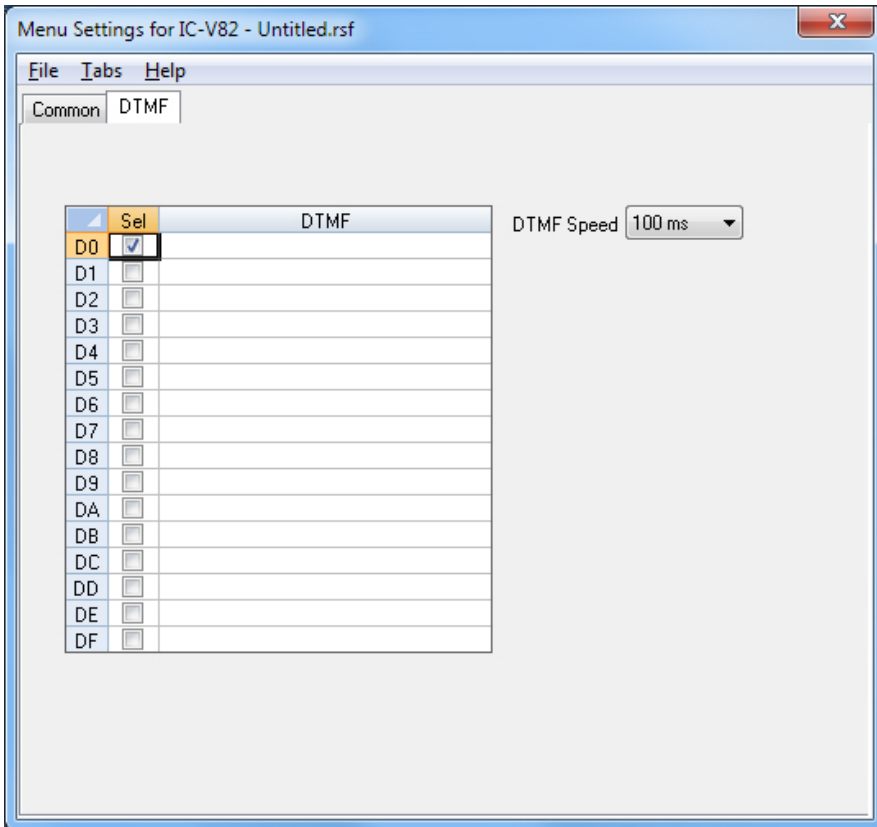 Menu Settings for IC-V82 - Untitled.rsf
File Tabs Help
Common DTMF
Sel DTMF
DTMF Speed 100 ms
D0
D1
D2
D3
D4
D5
D6
D7
D8
D9
DA
DB
DC
DD
DE
DF